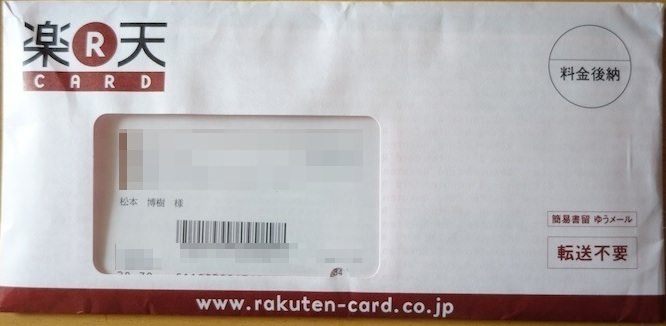 楽R天
CARD
料金後納
松本 博樹 様
簡易書留 ゆうメール
転送不要
www.rakuten-card.co.jp